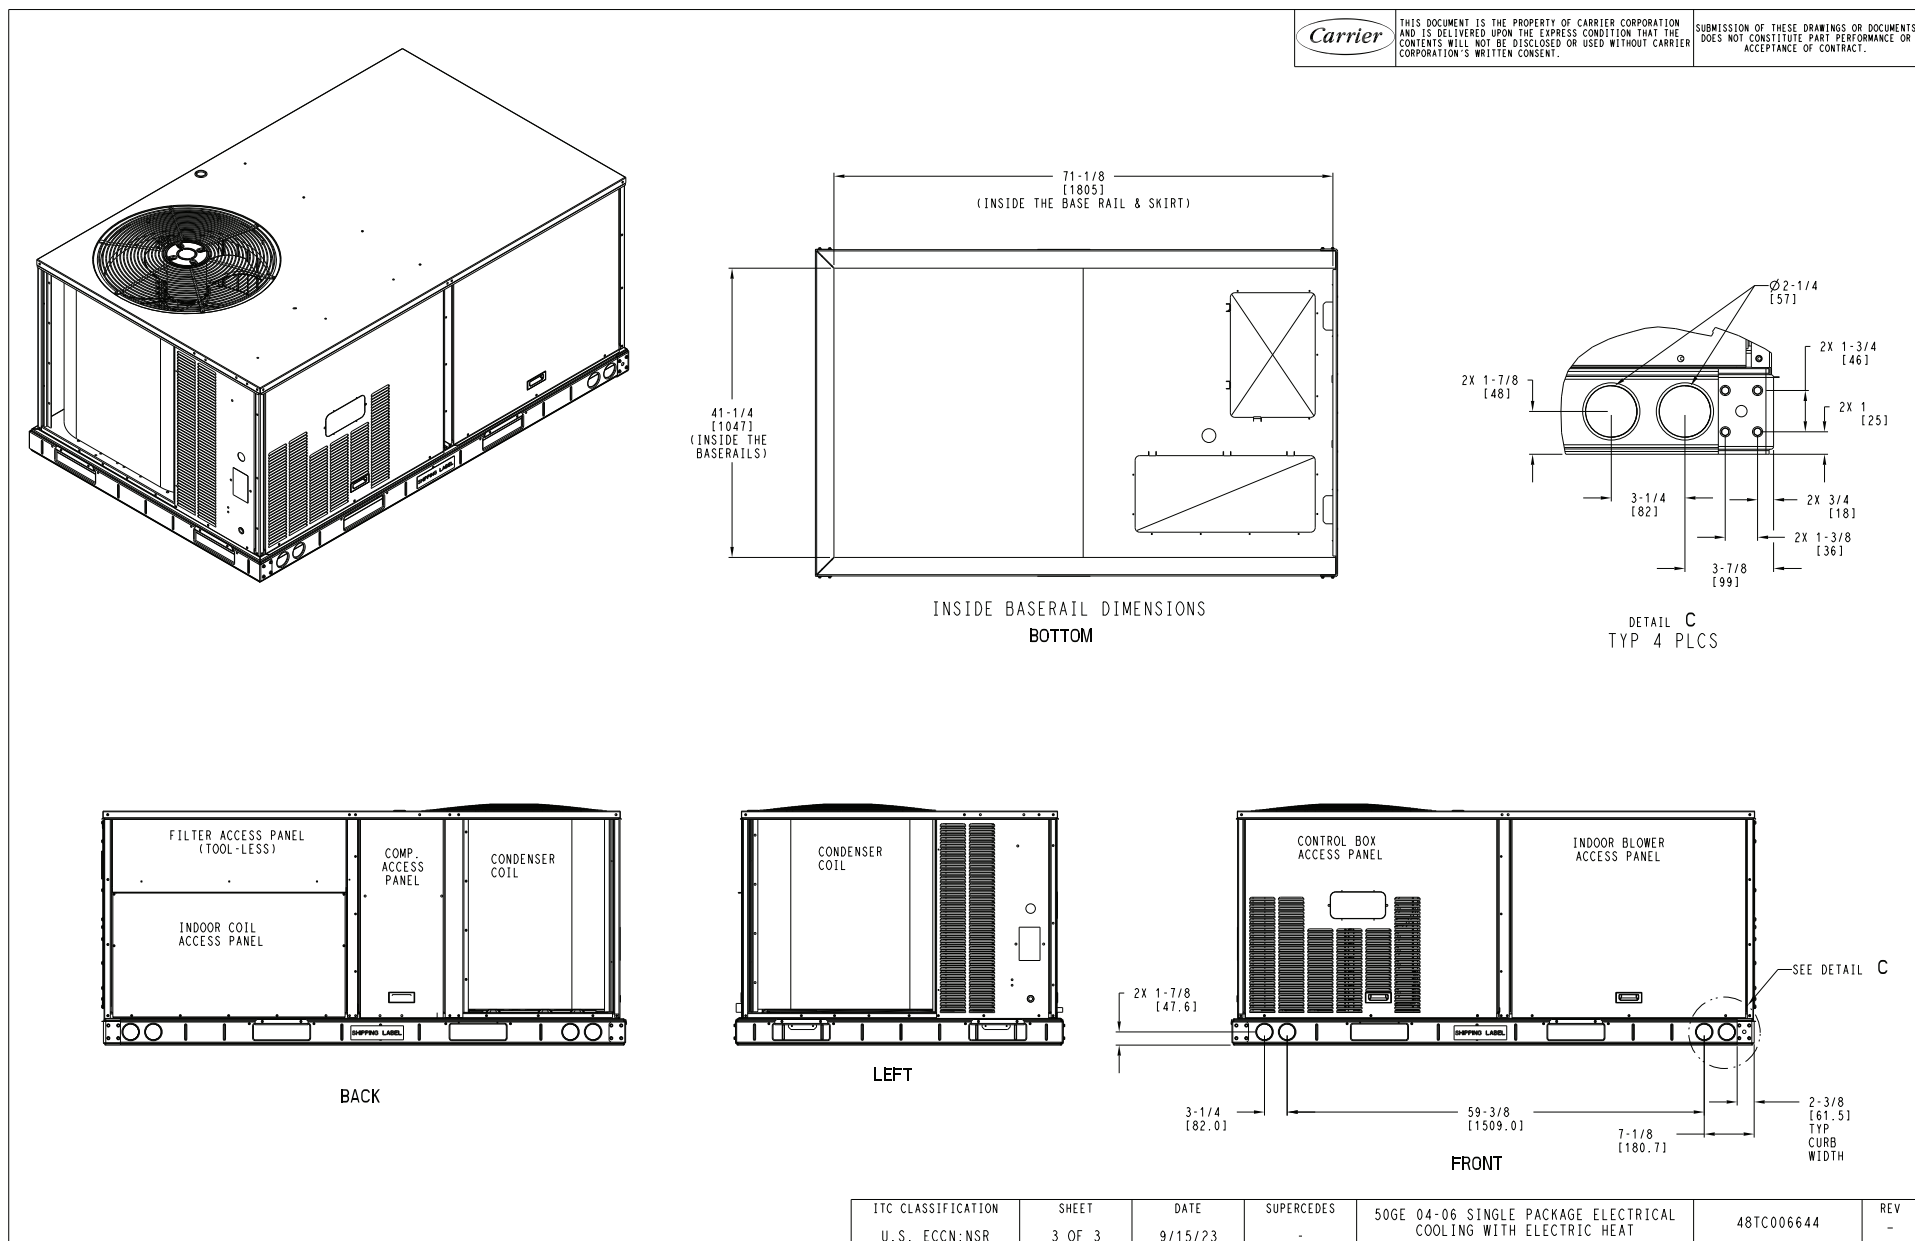 Carrier
THIS DOCUMENT IS THE PROPERTY OF CARRIER CORPORATION
AND IS DELIVERED UPON THE EXPRESS CONDITION THAT THE
CONTENTS WILL NOT BE DISCLOSED OR USED WITHOUT CARRIER
CORPORATION'S WRITTEN CONSENT.
SUBMISSION OF THESE DRAWINGS OR DOCUMENTS
DOES NOT CONSTITUTE PART PERFORMANCE OR
ACCEPTANCE OF CONTRACT.
SHIPPING LABEL
71-1/8
[1805]
(INSIDE THE BASE RAIL & SKIRT)
41-1/4
[1047]
(INSIDE THE
BASERAILS)
INSIDE BASERAIL DIMENSIONS
BOTTOM
Ø2-1/4
[57]
2X 1-3/4
[46]
2X 1-7/8
[48]
2X 1
[25]
3-1/4
[82]
2X 3/4
[18]
2X 1-3/8
[36]
3-7/8
[99]
DETAIL C
TYP 4 PLCS
FILTER ACCESS PANEL
(TOOL-LESS)
COMP.
ACCESS
PANEL
CONDENSER
COIL
INDOOR COIL
ACCESS PANEL
SHIPPING LABEL
BACK
CONDENSER
COIL
LEFT
CONTROL BOX
ACCESS PANEL
INDOOR BLOWER
ACCESS PANEL
SEE DETAIL C
2X 1-7/8
[47.6]
SHIPPING LABEL
3-1/4
[82.0]
59-3/8
[1509.0]
7-1/8
[180.7]
2-3/8
[61.5]
TYP
CURB
WIDTH
FRONT
ITC CLASSIFICATION
U.S. ECCN:NSR
SHEET
3 OF 3
DATE
9/15/23
SUPERCEDES
-
50GE 04-06 SINGLE PACKAGE ELECTRICAL
COOLING WITH ELECTRIC HEAT
48TC006644
REV
-